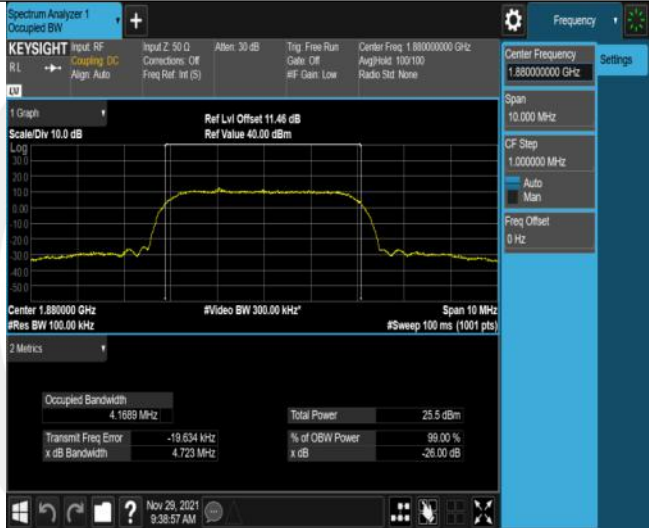 Spectrum Analyzer 1
Occupied BW
+
Frequency
KEYSIGHT
RL
LV
Input: RF
Coupling: DC
Align: Auto
Input Z: 50 Ω
Corrections: Off
Freq Ref: Int (S)
Atten: 30 dB
Trig: Free Run
Gate: Off
#IF Gain: Low
Center Freq: 1.880000000 GHz
Avg|Hold: 100/100
Radio Std: None
Center Frequency
1.880000000 GHz
Settings
Span
10.000 MHz
CF Step
1.000000 MHz
Auto
Man
Freq Offset
0 Hz
1 Graph
Scale/Div 10.0 dB
Ref Lvl Offset 11.46 dB
Ref Value 40.00 dBm
Log
30.0
20.0
10.0
0.00
-10.0
-20.0
-30.0
-40.0
-50.0
Center 1.880000 GHz
#Res BW 100.00 kHz
#Video BW 300.00 kHz*
Span 10 MHz
#Sweep 100 ms (1001 pts)
2 Metrics
Occupied Bandwidth
4.1689 MHz
Total Power 25.5 dBm
Transmit Freq Error -19.634 kHz
% of OBW Power 99.00 %
x dB Bandwidth 4.723 MHz
x dB -26.00 dB
?
Nov 29, 2021
9:38:57 AM